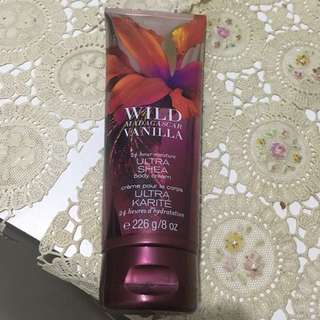 WILD
MADAGASCAR
VANILLA
24 hour moisture
ULTRA
SHEA
body cream
crème pour le corps
ULTRA
KARITÉ
24 heures d'hydratation
e 226 g/8 oz